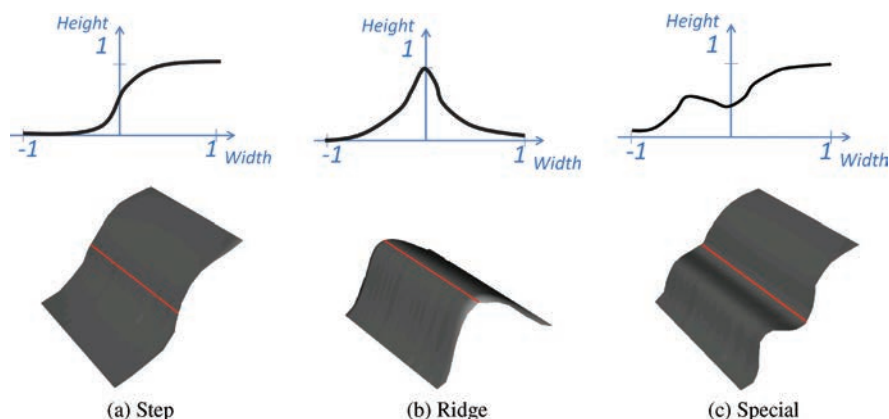 Height
1
-1
1
Width
Height
1
-1
1
Width
Height
1
-1
1
Width
(a) Step
(b) Ridge
(c) Special